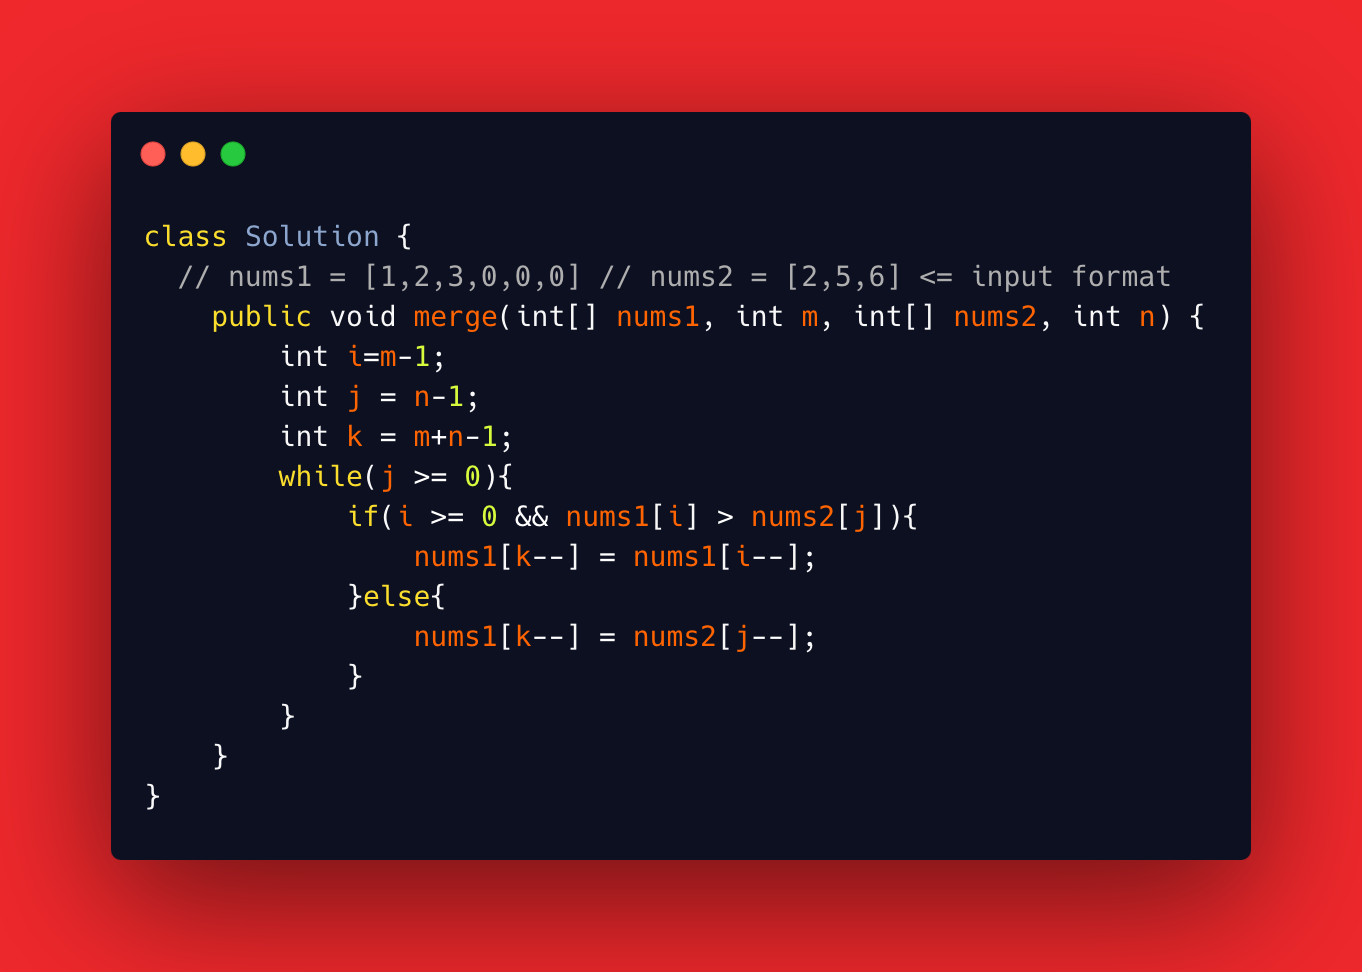 class Solution {
  // nums1 = [1,2,3,0,0,0] // nums2 = [2,5,6] <= input format
    public void merge(int[] nums1, int m, int[] nums2, int n) {
        int i=m-1;
        int j = n-1;
        int k = m+n-1;
        while(j >= 0){
            if(i >= 0 && nums1[i] > nums2[j]){
                nums1[k--] = nums1[i--];
            }else{
                nums1[k--] = nums2[j--];
            }
        }
    }
}